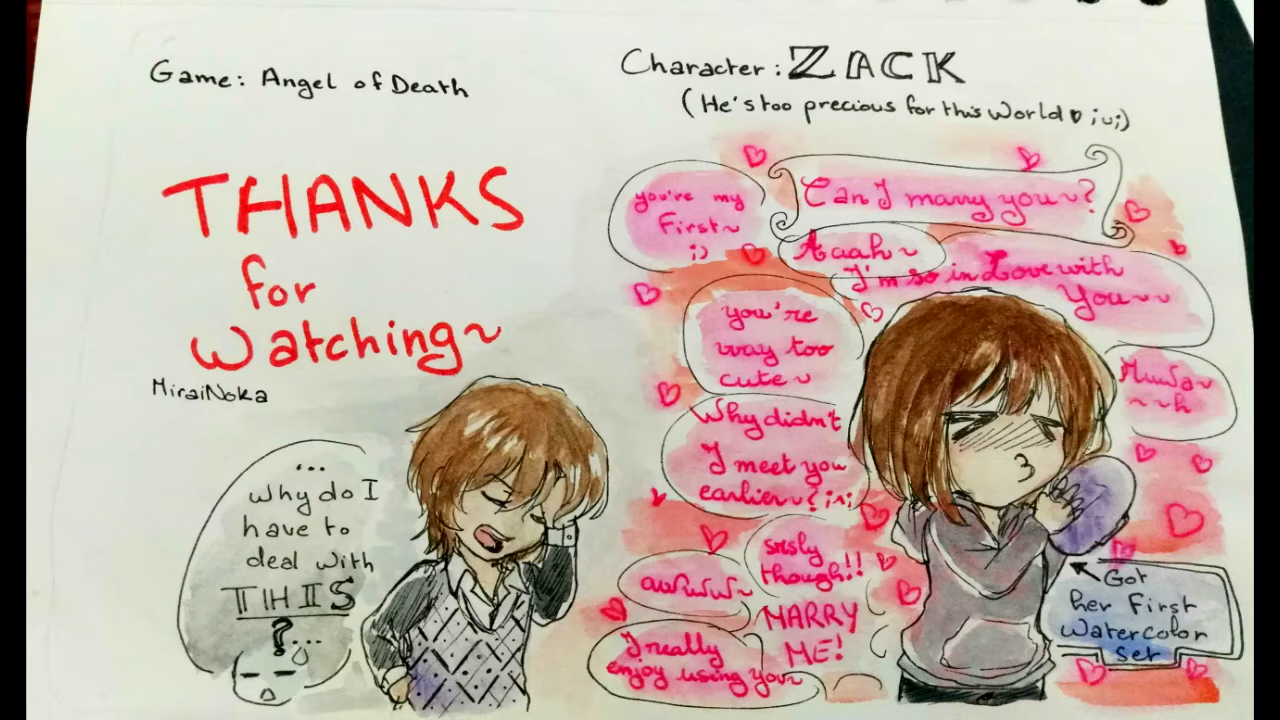 Game: Angel of Death
Character: ZACK
(He's too precious for this World ♥ ;u;)
THANKS
for
Watching~
MiraiNoka
...
Why do I
have to
deal with
THIS
?...
you're my
First~
;)
Can I marry you~?
Aaah~
I'm so in Love with
You~~
you're
way too
cute~
Why didn't
I meet you
earlier~? ;^;
Muwa~
~~h
srsly
though!!
awwww~
MARRY
ME!
I really
enjoy using you~
Got
her First
Watercolor
Set